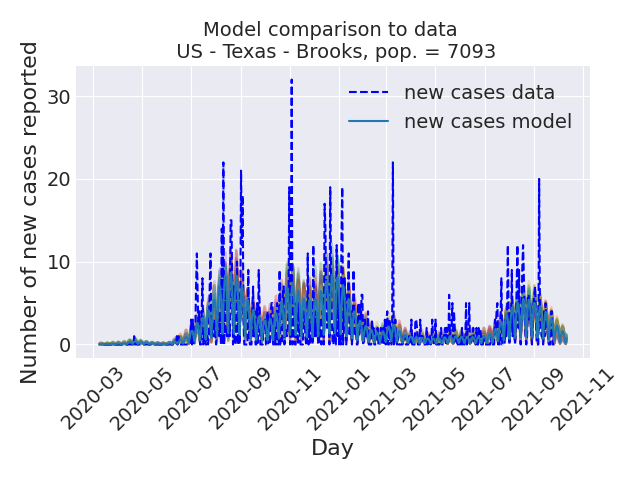 Model comparison to data
US - Texas - Brooks, pop. = 7093
Number of new cases reported
30
20
10
0
new cases data
new cases model
2020-03
2020-05
2020-07
2020-09
2020-11
2021-01
2021-03
2021-05
2021-07
2021-09
2021-11
Day